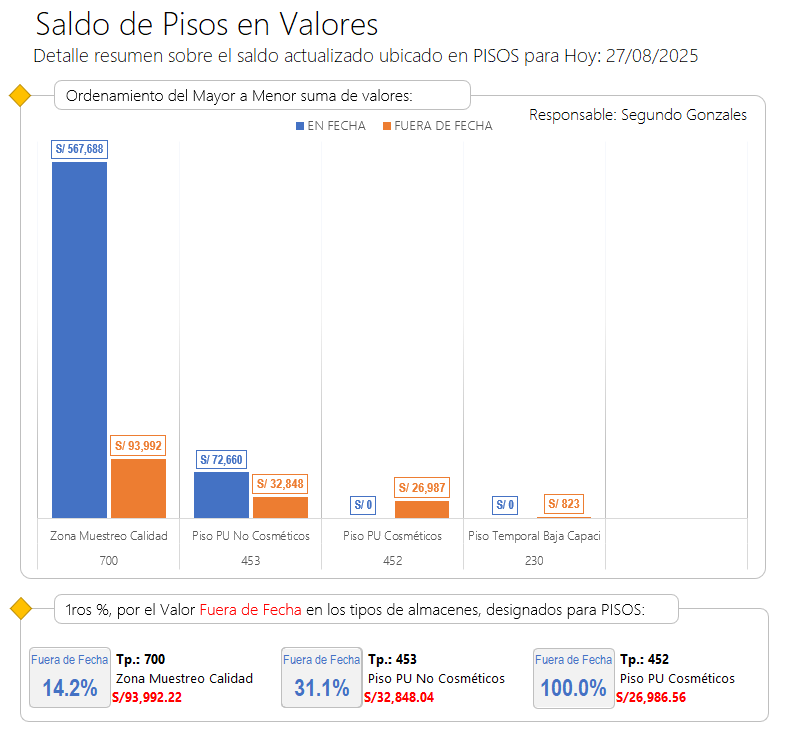 Saldo de Pisos en Valores
Detalle resumen sobre el saldo actualizado ubicado en PISOS para Hoy: 27/08/2025
Ordenamiento del Mayor a Menor suma de valores:
Responsable: Segundo Gonzales
EN FECHA FUERA DE FECHA
S/ 567,688
S/ 93,992
S/ 72,660
S/ 32,848
S/ 0
S/ 26,987
S/ 0
S/ 823
Zona Muestreo Calidad Piso PU No Cosméticos Piso PU Cosméticos Piso Temporal Baja Capaci
700 453 452 230
1ros %, por el Valor Fuera de Fecha en los tipos de almacenes, designados para PISOS:
Fuera de Fecha
14.2%
Tp.: 700
Zona Muestreo Calidad
S/93,992.22
Fuera de Fecha
31.1%
Tp.: 453
Piso PU No Cosméticos
S/32,848.04
Fuera de Fecha
100.0%
Tp.: 452
Piso PU Cosméticos
S/26,986.56